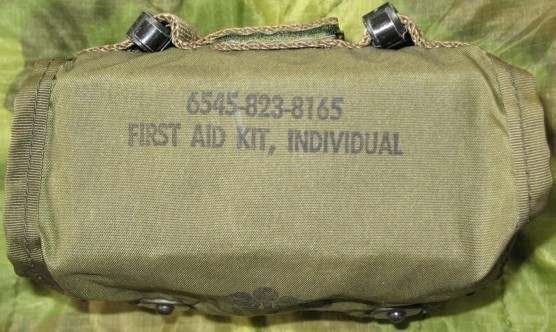 6545-823-8165
FIRST AID KIT, INDIVIDUAL